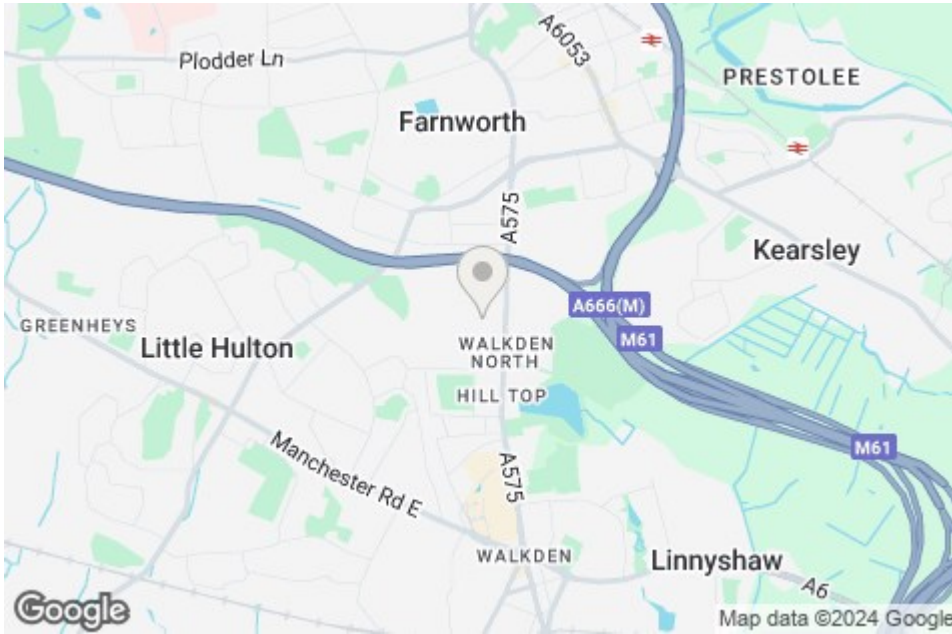 A6053
Plodder Ln
PRESTOLEE
Farnworth
A575
Kearsley
A666(M)
GREENHEYS
M61
WALKDEN
NORTH
Little Hulton
HILL TOP
M61
Manchester Rd E
A575
WALKDEN
Linnyshaw
A6
Google
Map data ©2024 Google